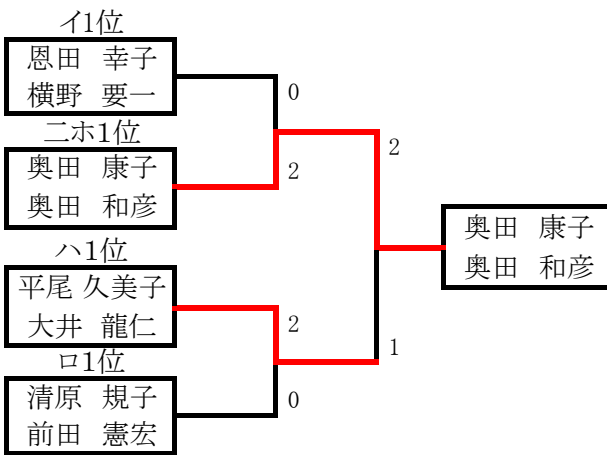 イ1位
恩田 幸子
横野 要一
0
ニホ1位
2
2
奥田 康子
奥田 和彦
奥田 康子
奥田 和彦
ハ1位
平尾 久美子
大井 龍仁
2
1
ロ1位
0
清原 規子
前田 憲宏